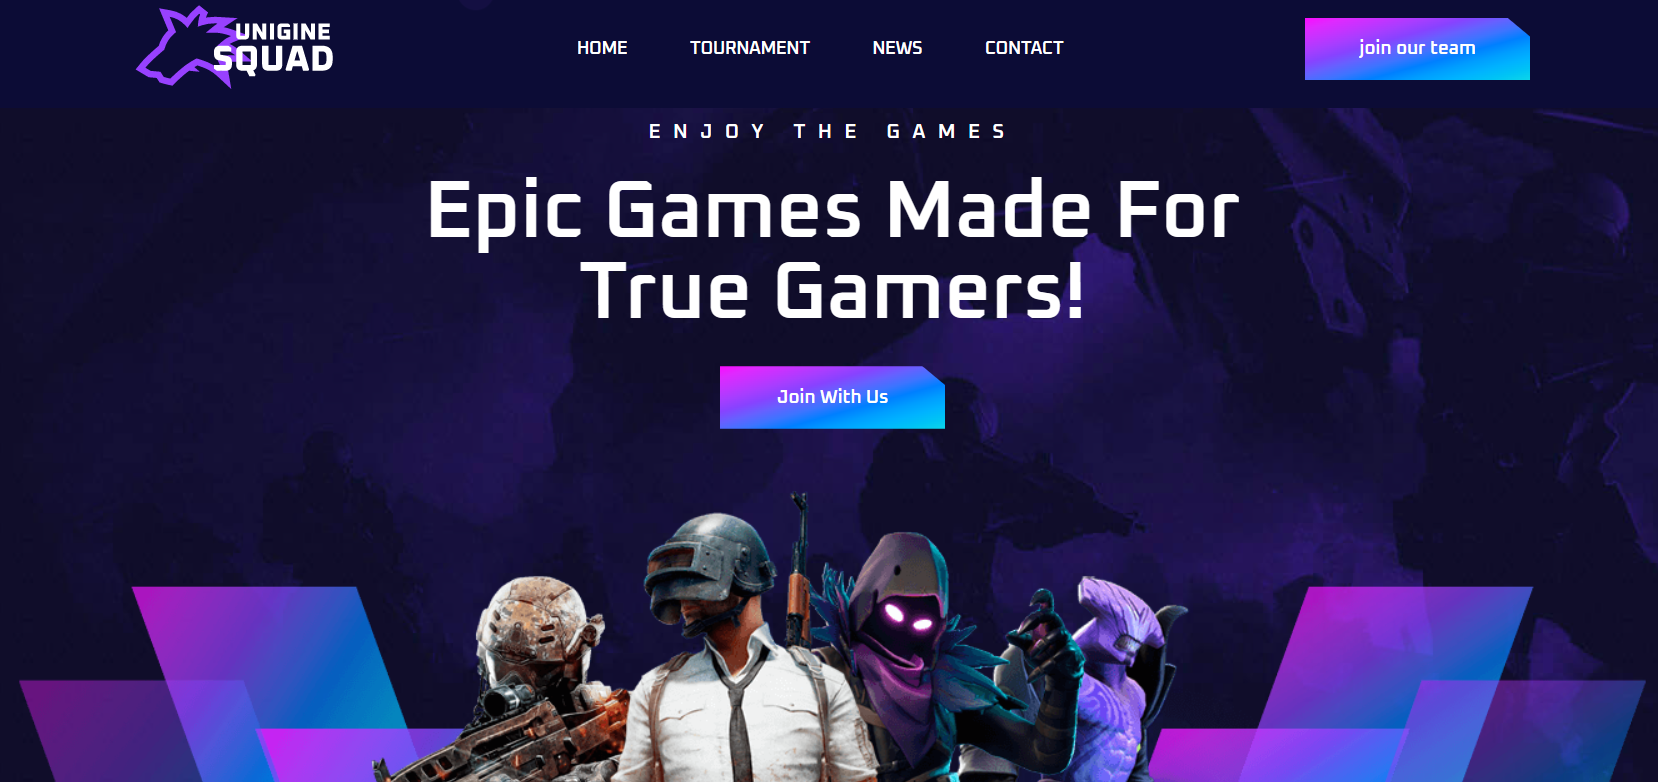 UNIGINE
SQUAD
HOME TOURNAMENT NEWS CONTACT
join our team
ENJOY THE GAMES
Epic Games Made For
True Gamers!
Join With Us